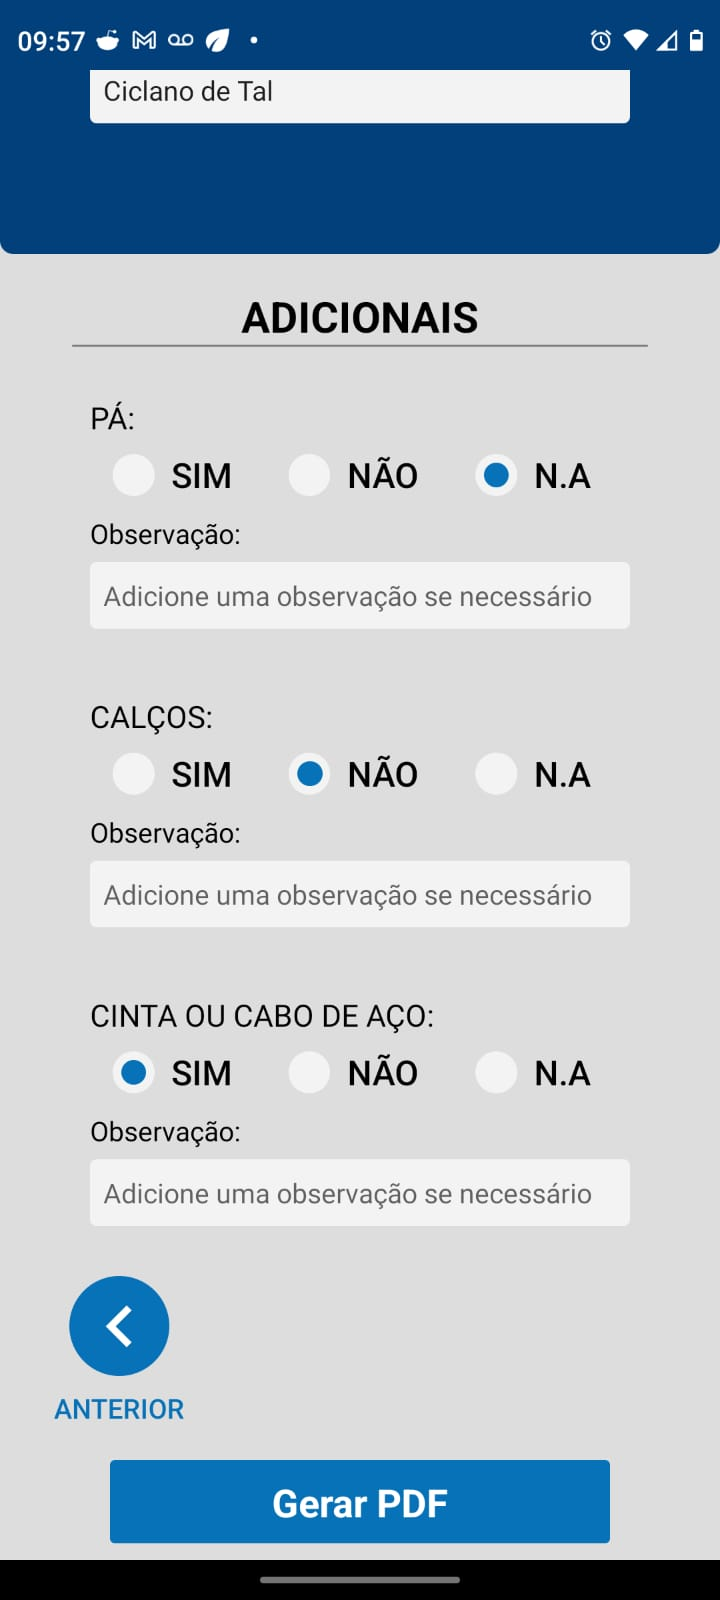 09:57
Ciclano de Tal
ADICIONAIS
PÁ:
SIM NÃO N.A
Observação:
Adicione uma observação se necessário
CALÇOS:
SIM NÃO N.A
Observação:
Adicione uma observação se necessário
CINTA OU CABO DE AÇO:
SIM NÃO N.A
Observação:
Adicione uma observação se necessário
ANTERIOR
Gerar PDF